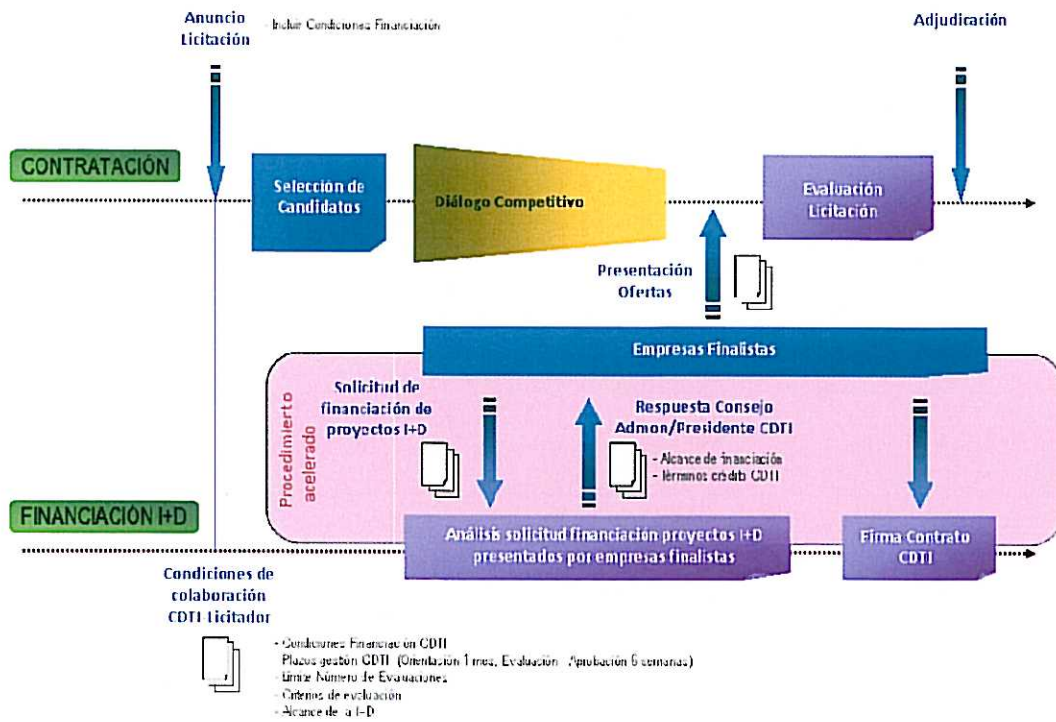 Anuncio
Licitación
- Incluir Condiciones Financiación
Adjudicación
CONTRATACIÓN
Selección de
Candidatos
Diálogo Competitivo
Evaluación
Licitación
Presentación
Ofertas
Empresas Finalistas
Procedimiento
acelerado
Solicitud de
financiación de
proyectos I+D
Respuesta Consejo
Admon/Presidente CDTI
- Alcance de financiación
- Términos crédito CDTI
FINANCIACIÓN I+D
Análisis solicitud financiación proyectos I+D
presentados por empresas finalistas
Firma Contrato
CDTI
Condiciones de
colaboración
CDTI-Licitador
- Condiciones Financiación CDTI
Plazos gestión CDTI (Orientación 1 mes, Evaluación - Aprobación 6 semanas)
- Límite Número de Evaluaciones
- Criterios de evaluación
- Alcance de la I+D